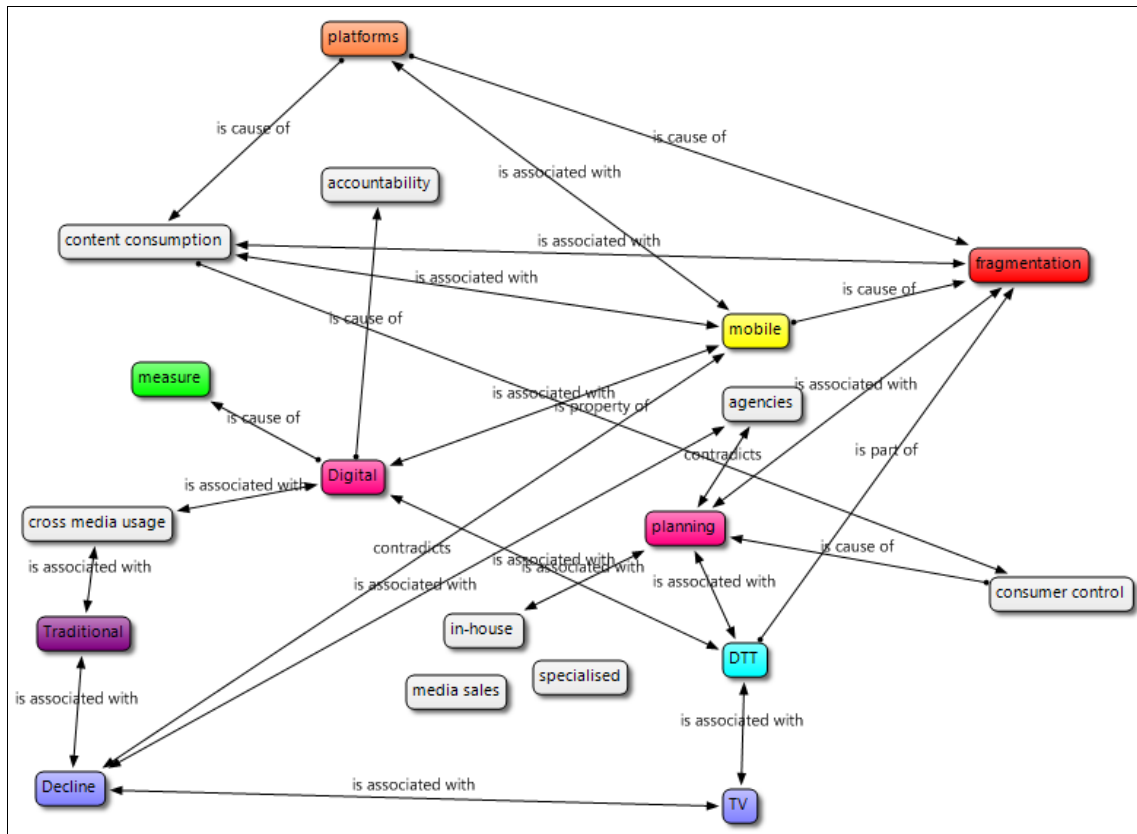 platforms
is cause of
is cause of
is associated with
accountability
content consumption
is associated with
fragmentation
is associated with
is cause of
is cause of
mobile
measure
is associated with
is associated with
is property of
agencies
is cause of
contradicts
is part of
Digital
is associated with
cross media usage
planning
contradicts
is associated with
is associated with
is cause of
is associated with
is associated with
is associated with
consumer control
Traditional
in-house
DTT
specialised
media sales
is associated with
is associated with
Decline
is associated with
TV